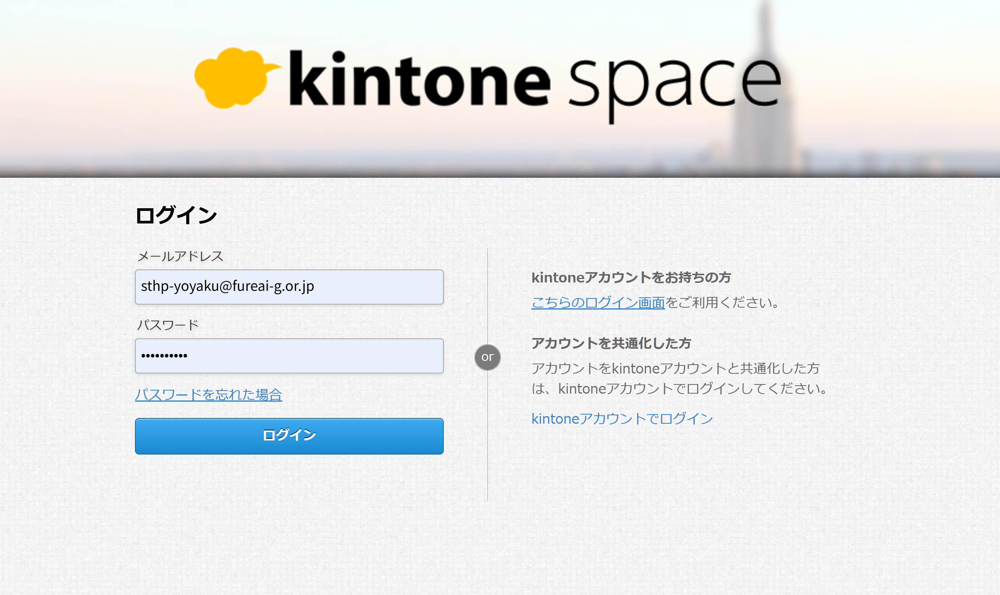 kintone space
ログイン
メールアドレス
sthp-yoyaku@fureai-g.or.jp
パスワード
••••••••••
パスワードを忘れた場合
ログイン
or
kintoneアカウントをお持ちの方
こちらのログイン画面をご利用ください。
アカウントを共通化した方
アカウントをkintoneアカウントと共通化した方
は、kintoneアカウントでログインしてください。
kintoneアカウントでログイン